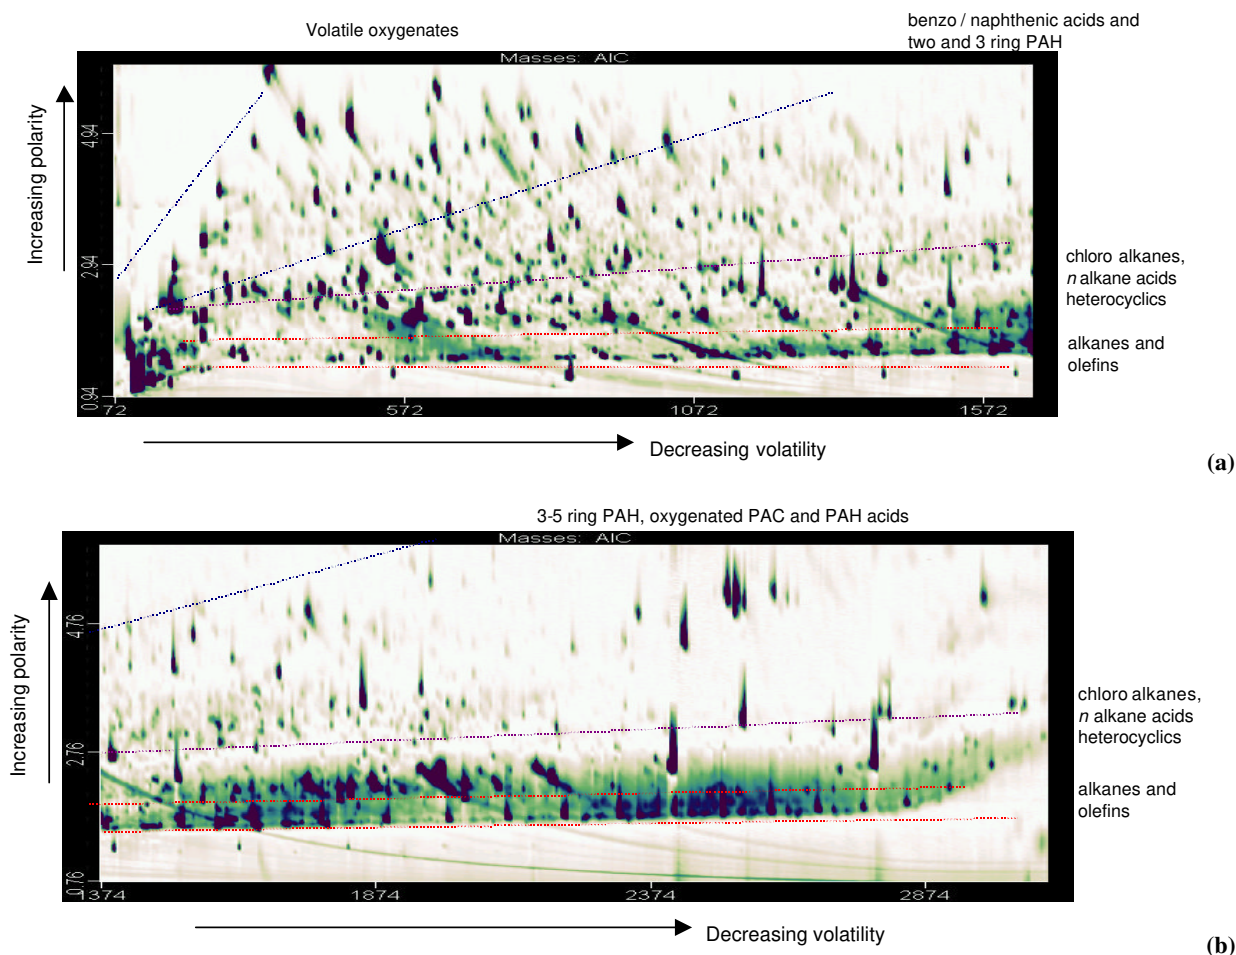 Volatile oxygenates
benzo / naphthenic acids and
two and 3 ring PAH
Masses: AIC
Increasing polarity
4.94
2.94
0.94
chloro alkanes,
n alkane acids
heterocyclics
alkanes and
olefins
72
572
1072
1572
Decreasing volatility
(a)
3-5 ring PAH, oxygenated PAC and PAH acids
Masses: AIC
Increasing polarity
4.76
2.76
0.76
chloro alkanes,
n alkane acids
heterocyclics
alkanes and
olefins
1374
1874
2374
2874
Decreasing volatility
(b)